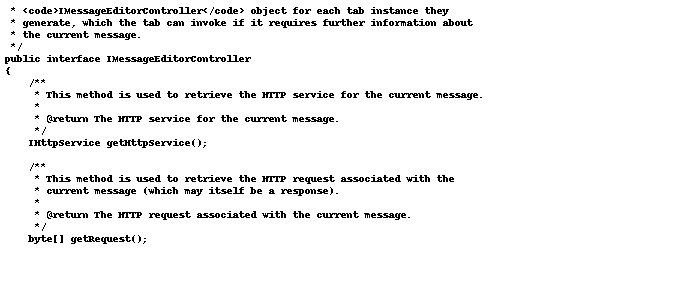 * <code>IMessageEditorController</code> object for each tab instance they
* generate, which the tab can invoke if it requires further information about
* the current message.
*/
public interface IMessageEditorController
{
/**
* This method is used to retrieve the HTTP service for the current message.
*
* @return The HTTP service for the current message.
*/
IHttpService getHttpService();
/**
* This method is used to retrieve the HTTP request associated with the
* current message (which may itself be a response).
*
* @return The HTTP request associated with the current message.
*/
byte[] getRequest();